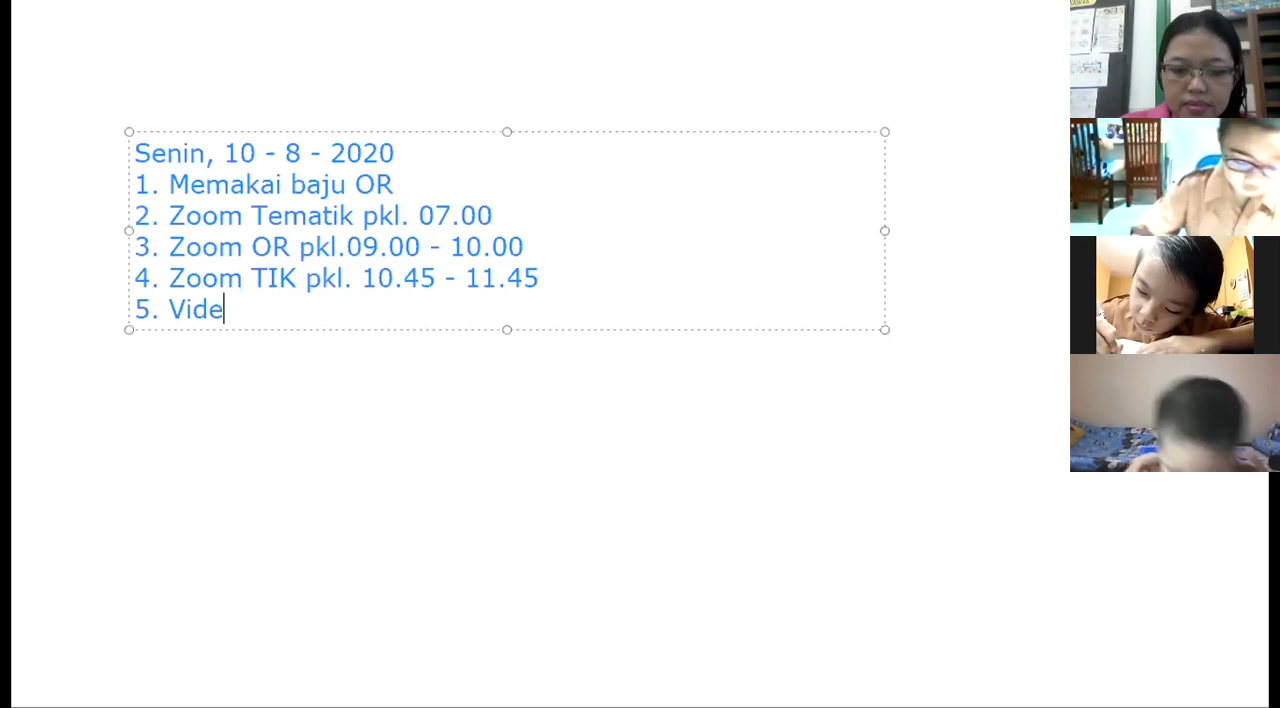 Senin, 10 - 8 - 2020
1. Memakai baju OR
2. Zoom Tematik pkl. 07.00
3. Zoom OR pkl.09.00 - 10.00
4. Zoom TIK pkl. 10.45 - 11.45
5. Vide